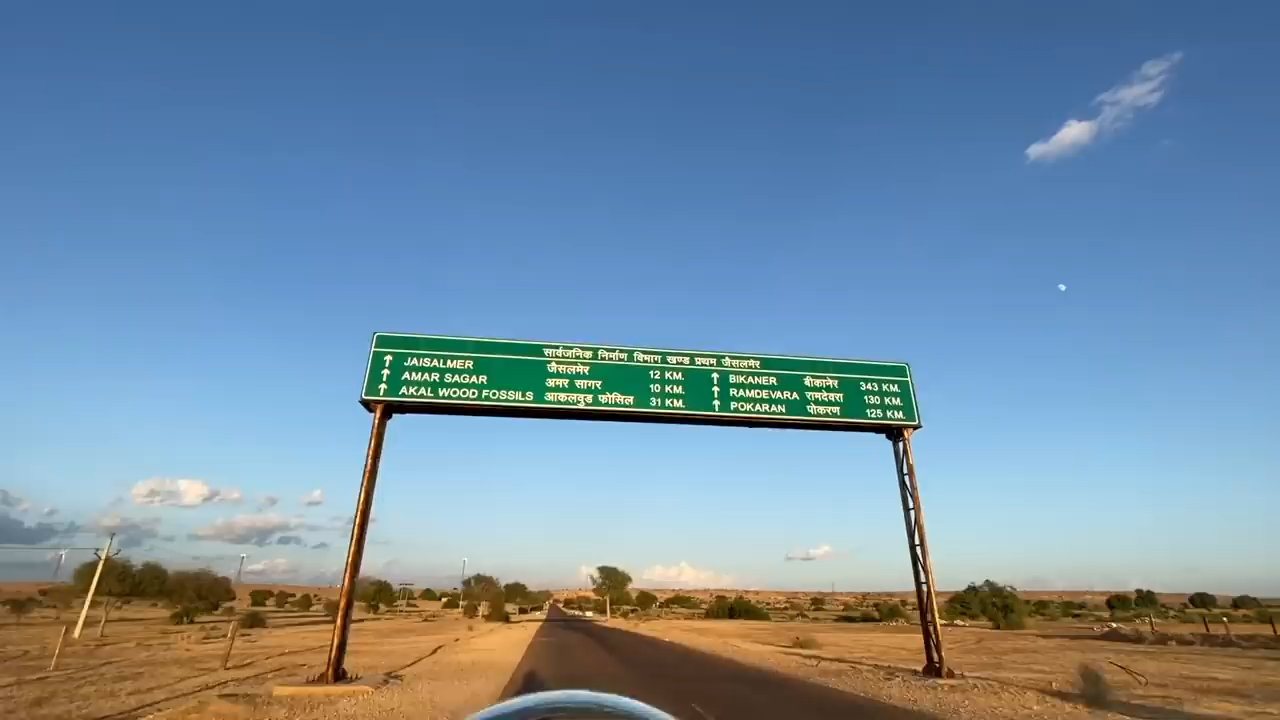 सार्वजनिक निर्माण विभाग खण्ड प्रथम जैसलमेर
↑ JAISALMER जैसलमेर 12 KM.
↑ AMAR SAGAR अमर सागर 10 KM.
↑ AKAL WOOD FOSSILS आकलवुड फोसिल 31 KM.
↑ BIKANER बीकानेर 343 KM.
↑ RAMDEVARA रामदेवरा 130 KM.
↑ POKARAN पोकरण 125 KM.